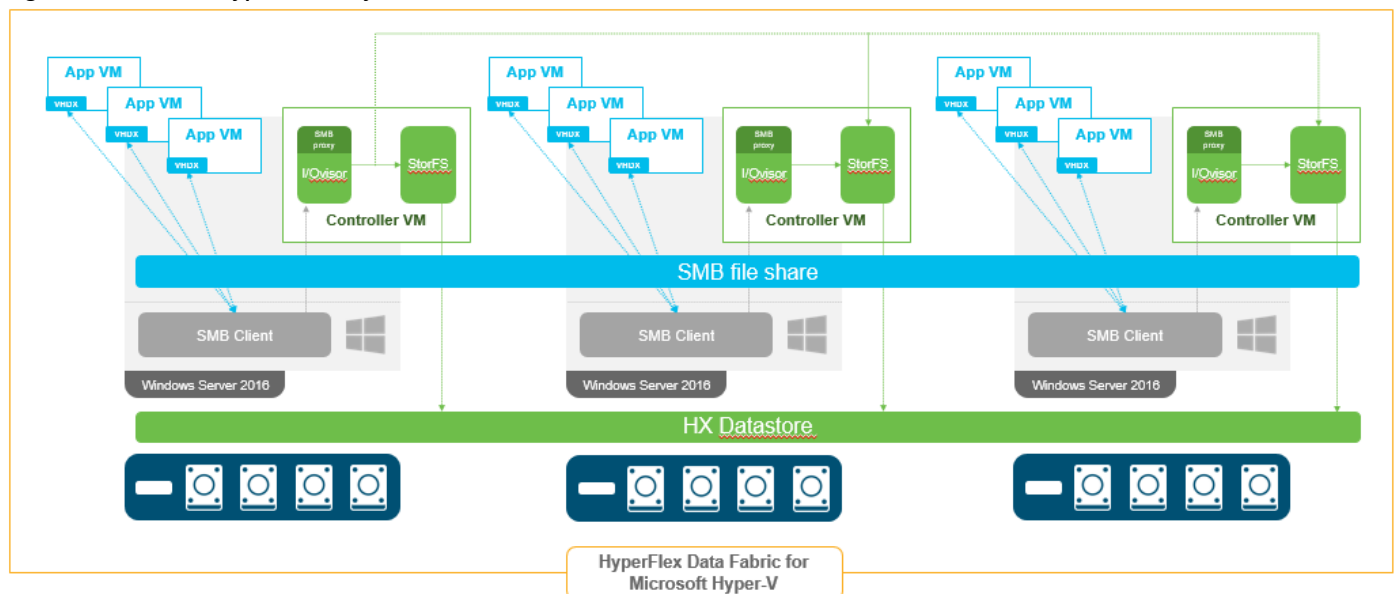 App VM
VHDX
App VM
VHDX
App VM
VHDX
SMB
proxy
I/Ovisor
StorFS
Controller VM
App VM
VHDX
App VM
VHDX
App VM
VHDX
SMB
proxy
I/Ovisor
StorFS
Controller VM
App VM
VHDX
App VM
VHDX
App VM
VHDX
SMB
proxy
I/Ovisor
StorFS
Controller VM
SMB file share
SMB Client
SMB Client
SMB Client
Windows Server 2016
Windows Server 2016
Windows Server 2016
HX Datastore
HyperFlex Data Fabric for
Microsoft Hyper-V